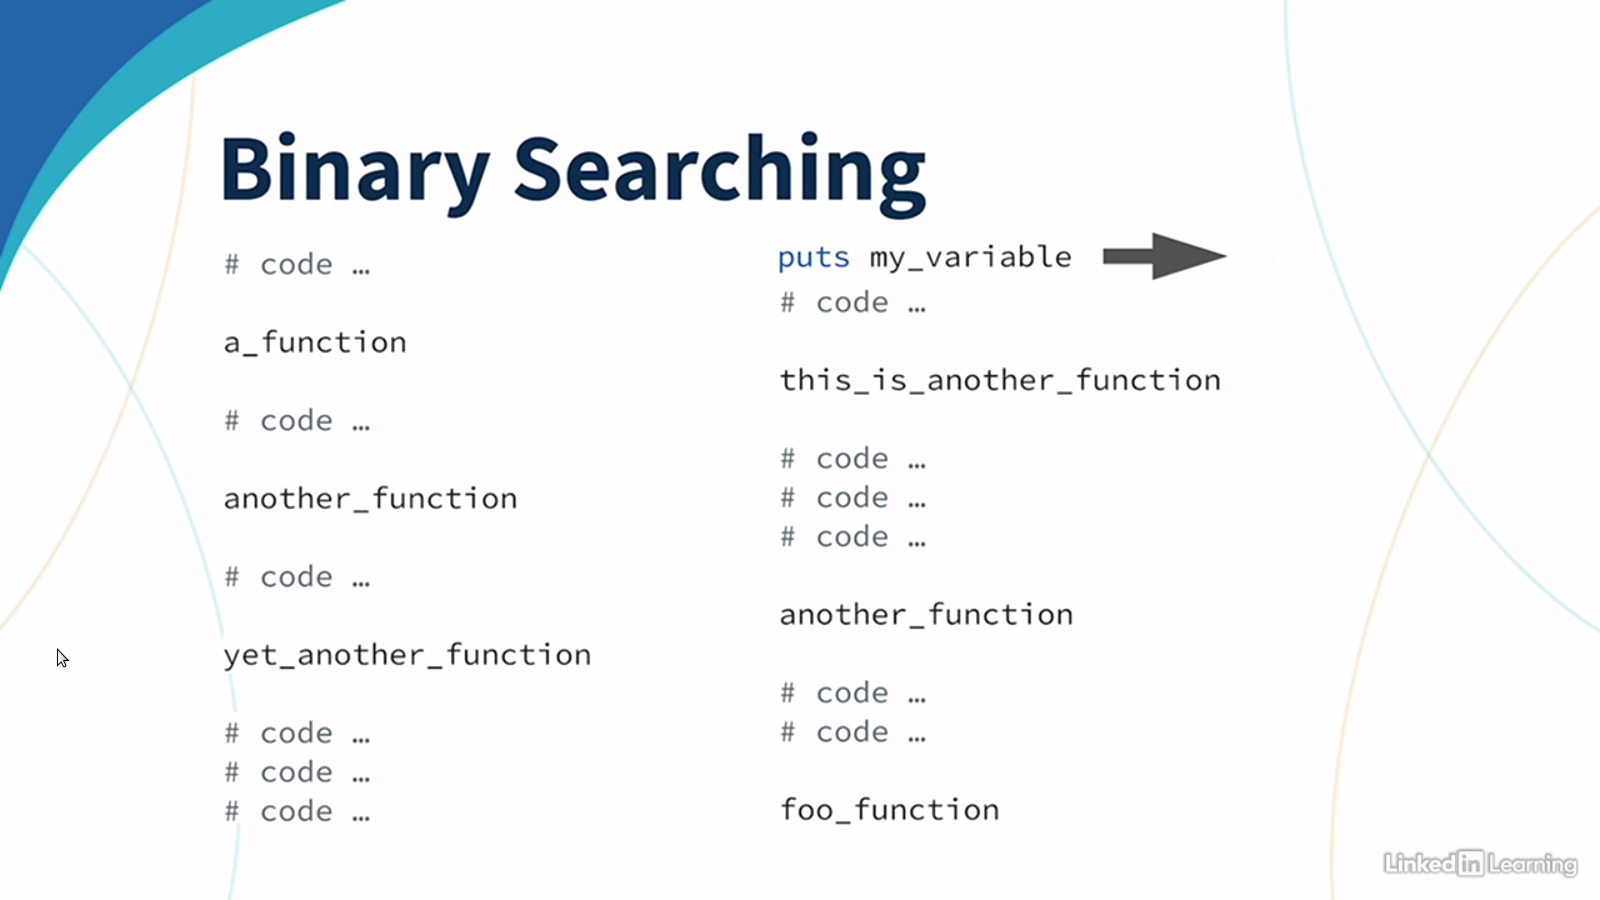 Binary Searching
# code …
a_function
# code …
another_function
# code …
yet_another_function
# code …
# code …
# code …
puts my_variable
# code …
this_is_another_function
# code …
# code …
# code …
another_function
# code …
# code …
foo_function
LinkedIn Learning